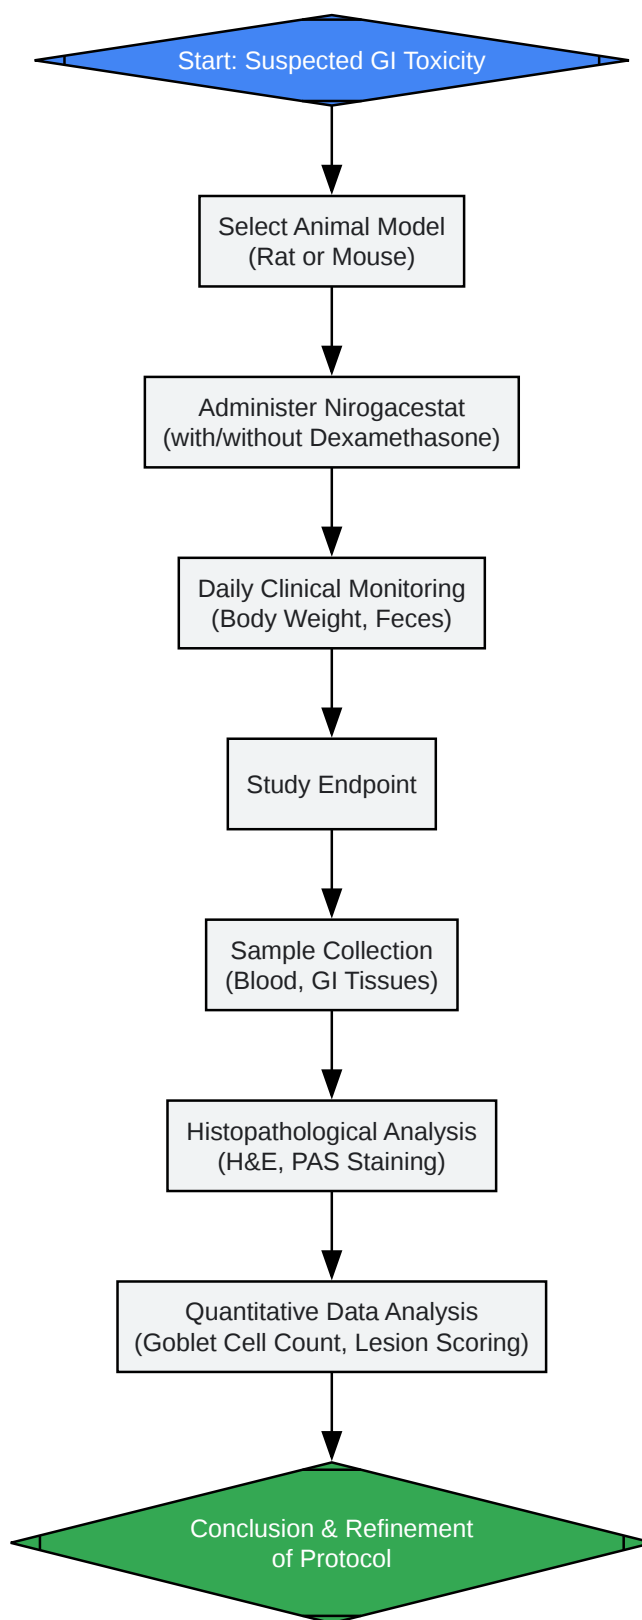 Start: Suspected GI Toxicity
Select Animal Model
(Rat or Mouse)
Administer Nirogacestat
(with/without Dexamethasone)
Daily Clinical Monitoring
(Body Weight, Feces)
Study Endpoint
Sample Collection
(Blood, GI Tissues)
Histopathological Analysis
(H&E, PAS Staining)
Quantitative Data Analysis
(Goblet Cell Count, Lesion Scoring)
Conclusion & Refinement
of Protocol